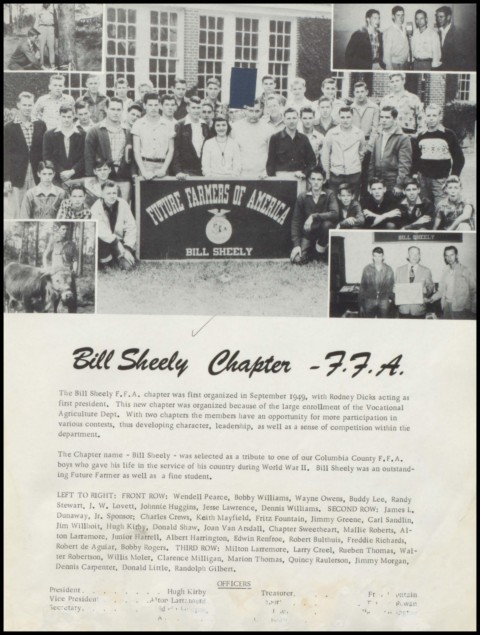 FUTURE FARMERS OF AMERICA
BILL SHEELY
BILL SHEELY
Bill Sheely Chapter - F.F.A.
The Bill Sheely F.F.A. chapter was first organized in September 1949, with Rodney Dicks acting as
first president. This new chapter was organized because of the large enrollment of the Vocational
Agriculture Dept. With two chapters the members have an opportunity for more participation in
various contests, thus developing character, leadership, as well as a sense of competition within the
department.
The Chapter name - Bill Sheely - was selected as a tribute to one of our Columbia County F.F.A.
boys who gave his life in the service of his country during World War II. Bill Sheely was an outstand-
ing Future Farmer as well as a fine student.
LEFT TO RIGHT: FRONT ROW: Wendell Pearce, Bobby Williams, Wayne Owens, Buddy Lee, Randy
Stewart, J. W. Lovett, Johnnie Huggins, Jesse Lawrence, Dennis Williams. SECOND ROW: James L.
Dunaway, Jr. Sponsor; Charles Crews, Keith Mayfield, Fritz Fountain, Jimmy Greene, Carl Sandlin,
Jim Wilhoit, Hugh Kirby, Donald Shaw, Joan Van Arsdall, Chapter Sweetheart, Mallie Roberts, Al-
ton Larramore, Junior Harrell, Albert Harrington, Edwin Renfroe, Robert Bulthuis, Freddie Richards,
Robert de Aguiar, Bobby Rogers. THIRD ROW: Milton Larramore, Larry Creel, Rueben Thomas, Wal-
ter Robertson, Willis Moler, Clarence Milligan, Marion Thomas, Quincy Raulerson, Jimmy Morgan,
Dennis Carpenter, Donald Little, Randolph Gilbert.
OFFICERS
President Hugh Kirby Treasurer
Vice President Alton Larramore
Secretary